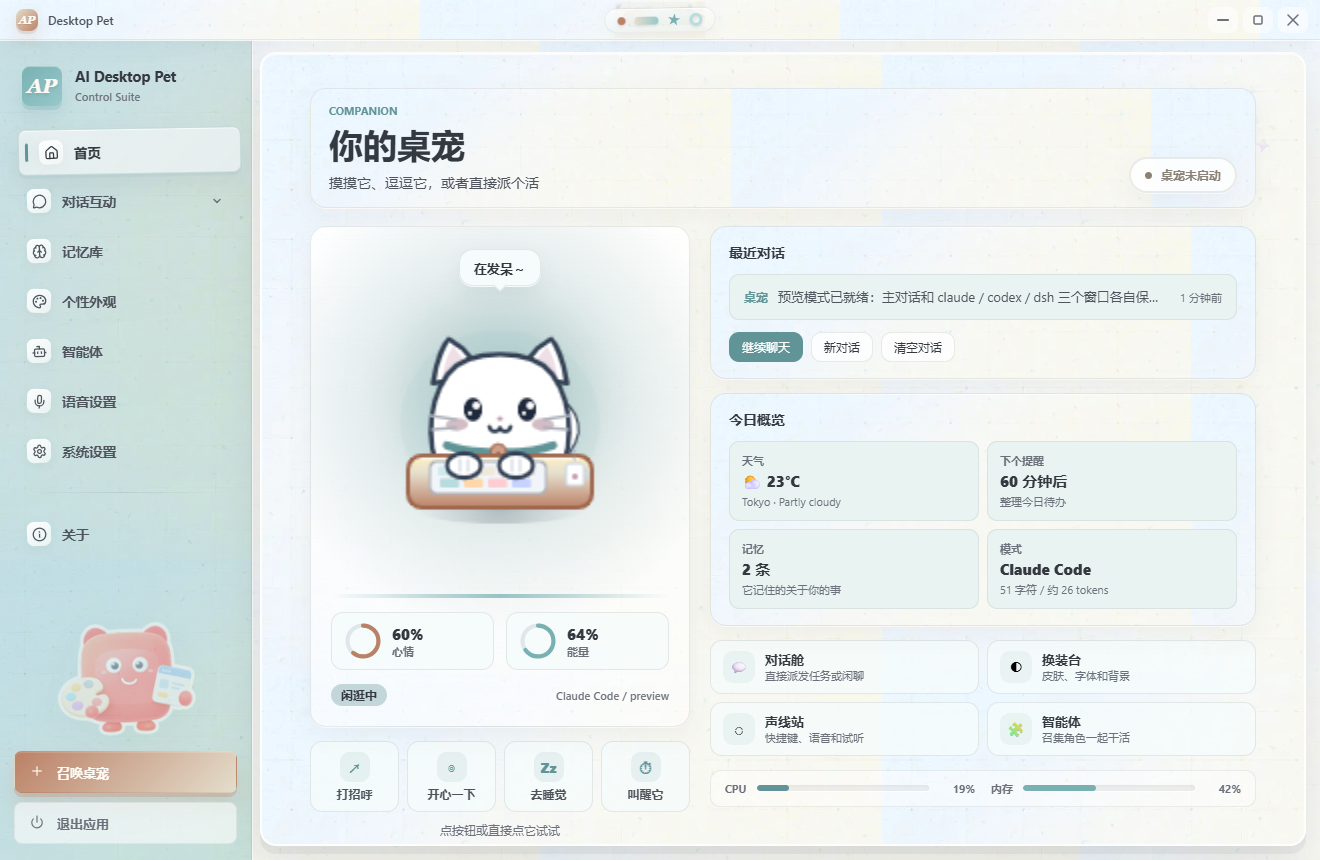 AP Desktop Pet
AP
AI Desktop Pet
Control Suite
首页
对话互动
记忆库
个性外观
智能体
语音设置
系统设置
关于
召唤桌宠
退出应用
COMPANION
你的桌宠
摸摸它、逗逗它，或者直接派个活
桌宠未启动
在发呆～
60%
心情
64%
能量
闲逛中
Claude Code / preview
打招呼
开心一下
Zz
去睡觉
叫醒它
点按钮或直接点它试试
最近对话
桌宠 预览模式已就绪：主对话和 claude / codex / dsh 三个窗口各自保... 1 分钟前
继续聊天 新对话 清空对话
今日概览
天气
23°C
Tokyo · Partly cloudy
下个提醒
60 分钟后
整理今日待办
记忆
2 条
它记住的关于你的事
模式
Claude Code
51 字符 / 约 26 tokens
对话舱
直接派发任务或闲聊
换装台
皮肤、字体和背景
声线站
快捷键、语音和试听
智能体
召集角色一起干活
CPU 19% 内存 42%